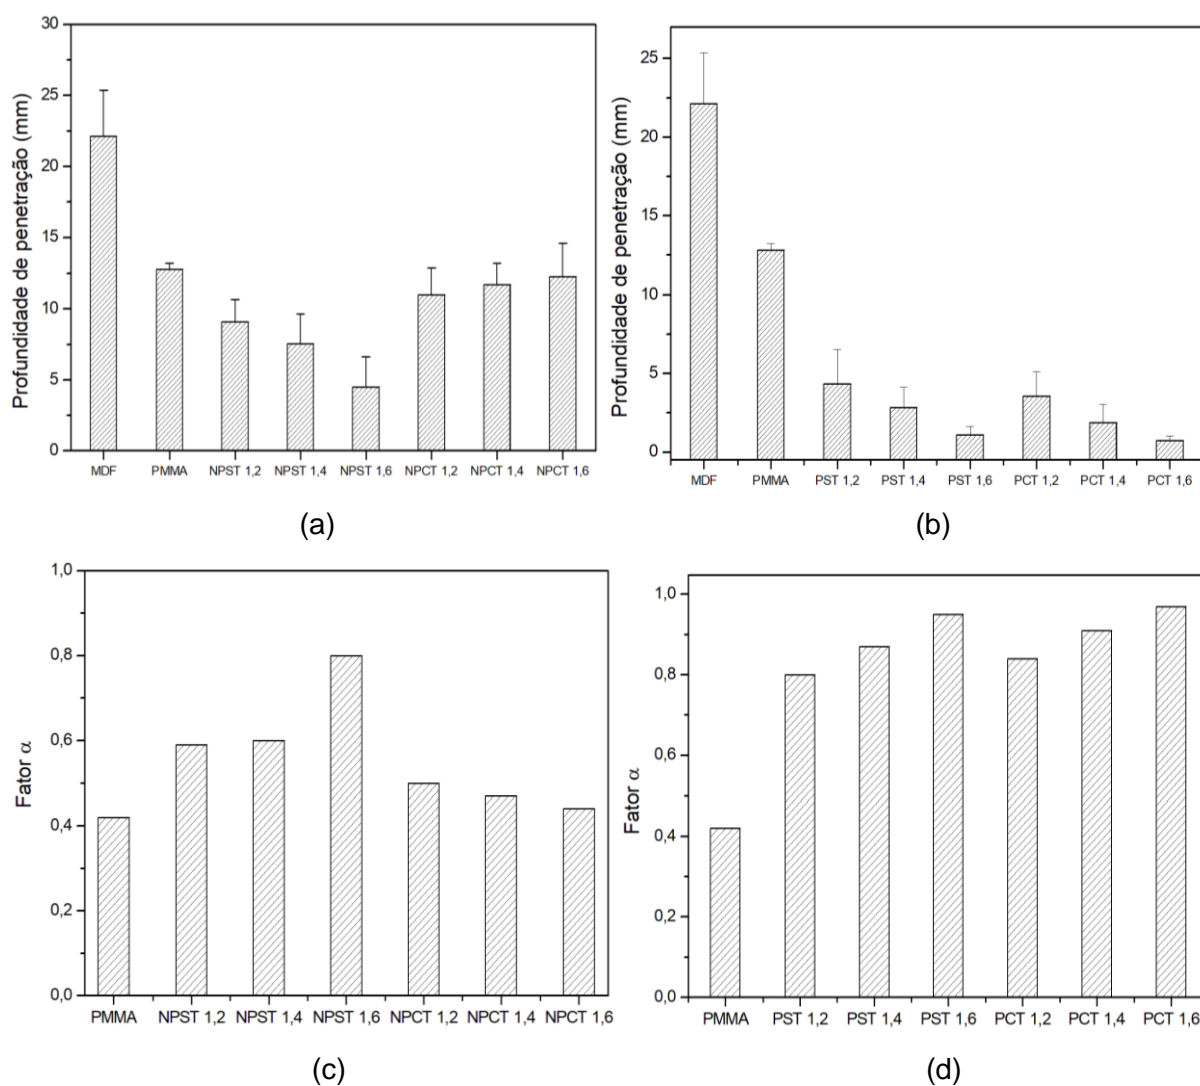 Profundidade de penetração (mm)
30
25
20
15
10
5
0
MDF PMMA NPST 1,2 NPST 1,4 NPST 1,6 NPCT 1,2 NPCT 1,4 NPCT 1,6
(a)
Profundidade de penetração (mm)
25
20
15
10
5
0
MDF PMMA PST 1,2 PST 1,4 PST 1,6 PCT 1,2 PCT 1,4 PCT 1,6
(b)
Fator α
1,0
0,8
0,6
0,4
0,2
0,0
PMMA NPST 1,2 NPST 1,4 NPST 1,6 NPCT 1,2 NPCT 1,4 NPCT 1,6
(c)
Fator α
1,0
0,8
0,6
0,4
0,2
0,0
PMMA PST 1,2 PST 1,4 PST 1,6 PCT 1,2 PCT 1,4 PCT 1,6
(d)